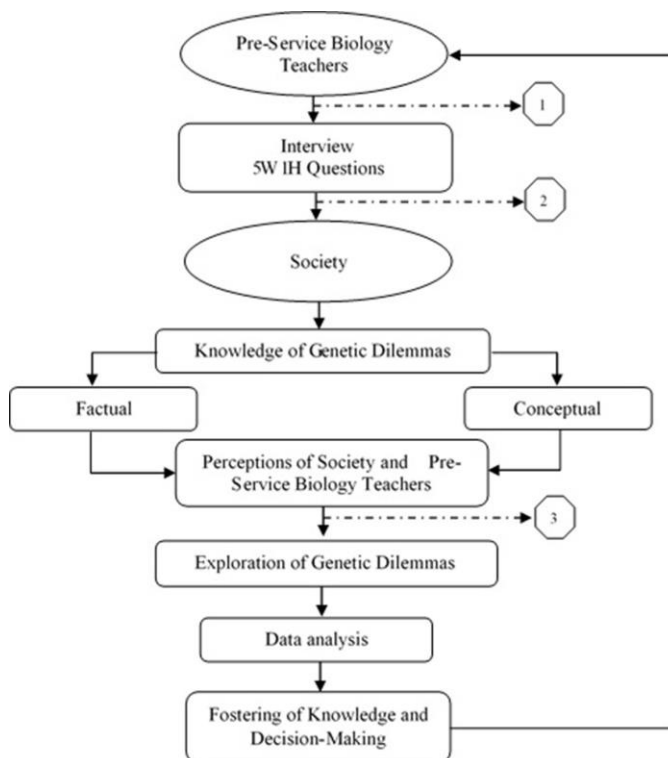 Pre-Service Biology
Teachers
1
Interview
5W 1H Questions
2
Society
Knowledge of Genetic Dilemmas
Factual
Conceptual
Perceptions of Society and Pre-
Service Biology Teachers
3
Exploration of Genetic Dilemmas
Data analysis
Fostering of Knowledge and
Decision-Making